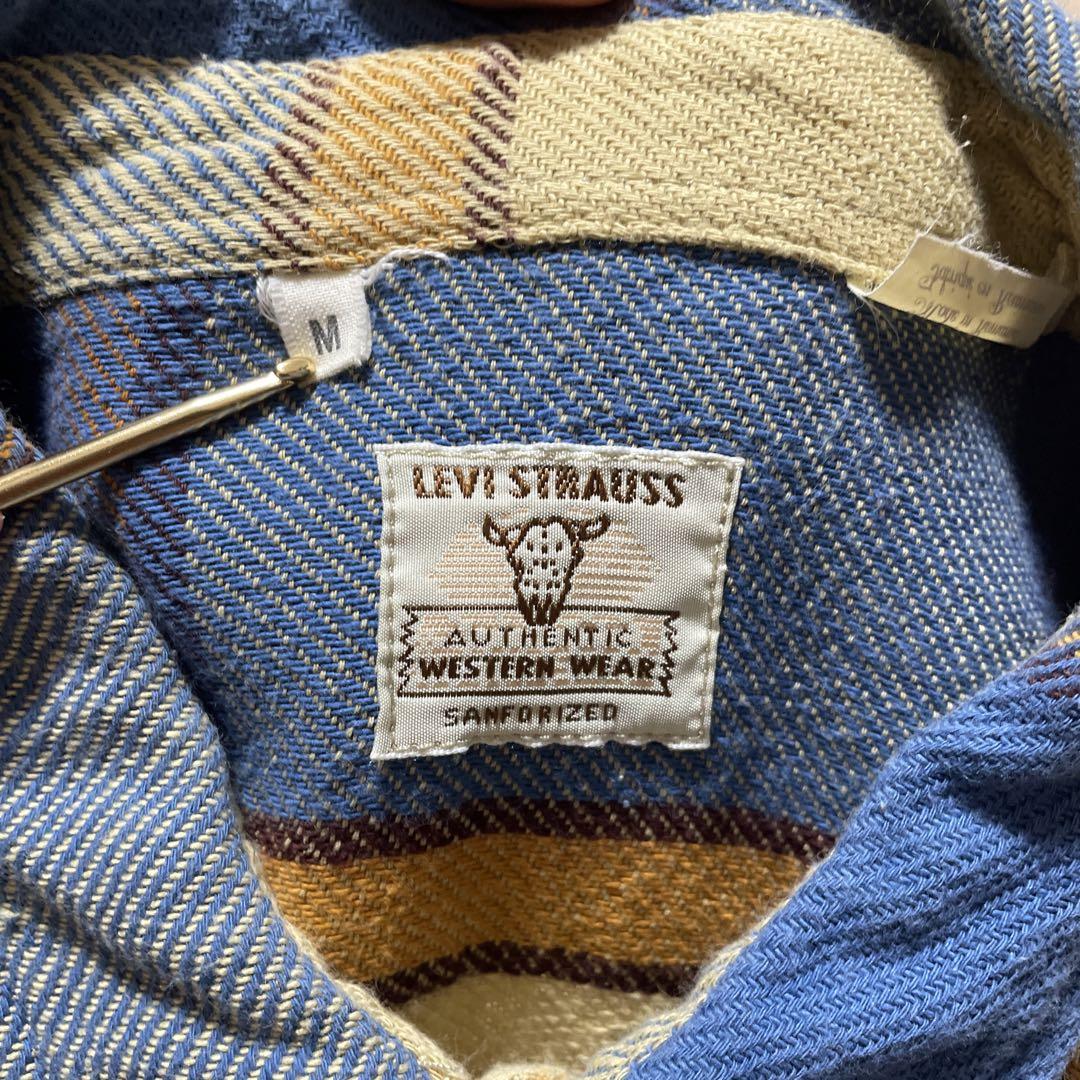 M
LEVI STRAUSS
AUTHENTIC
WESTERN WEAR
SANFORIZED